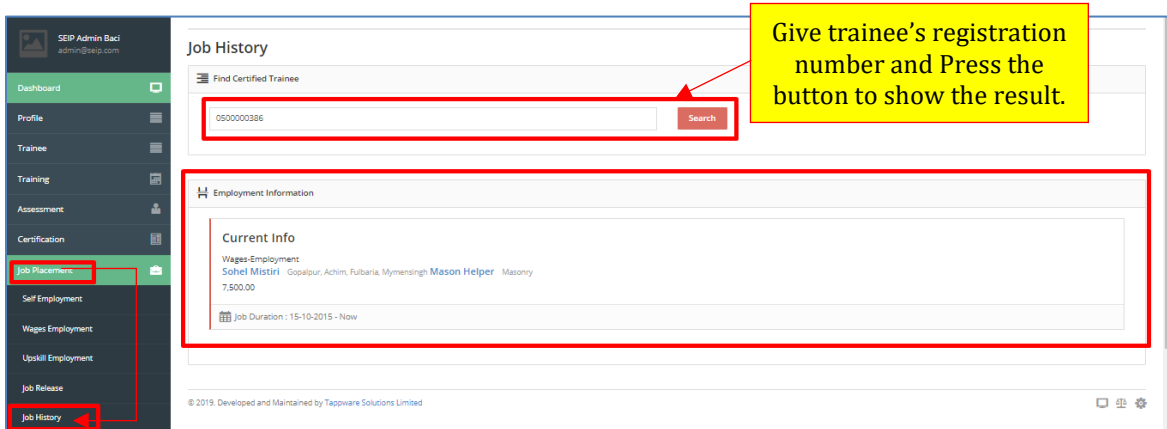 SEIP Admin Baci
admin@seip.com
Dashboard
Profile
Trainee
Training
Assessment
Certification
Job Placement
Self Employment
Wages Employment
Upskill Employment
Job Release
Job History
Job History
Find Certified Trainee
0500000386
Search
Give trainee’s registration
number and Press the
button to show the result.
Employment Information
Current Info
Wages-Employment
Sohel Mistiri Gopalpur, Achim, Fulbaria, Mymensingh Mason Helper Masonry
7,500.00
Job Duration : 15-10-2015 - Now
© 2019. Developed and Maintained by Tappware Solutions Limited